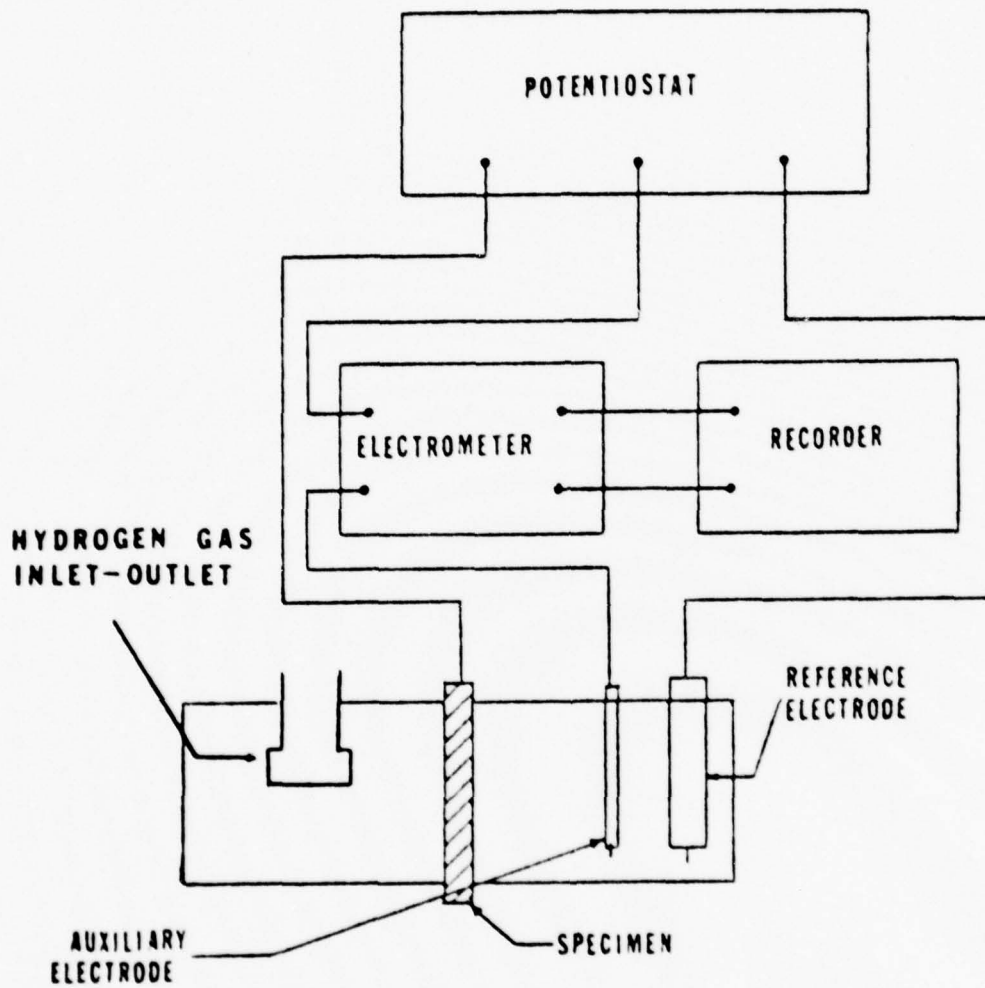 POTENTIOSTAT
ELECTROMETER
RECORDER
HYDROGEN GAS
INLET-OUTLET
REFERENCE
ELECTRODE
AUXILIARY
ELECTRODE
SPECIMEN